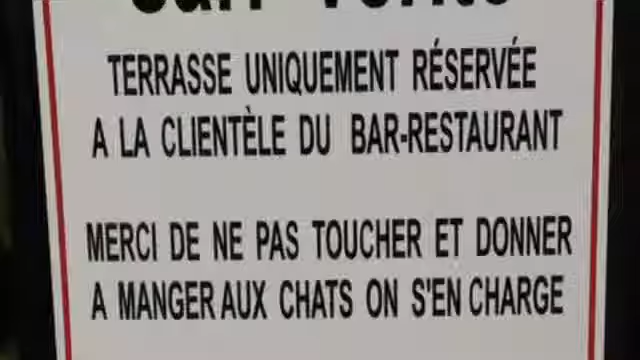 TERRASSE UNIQUEMENT RÉSERVÉE
A LA CLIENTÈLE DU BAR-RESTAURANT
MERCI DE NE PAS TOUCHER ET DONNER
A MANGER AUX CHATS ON S'EN CHARGE